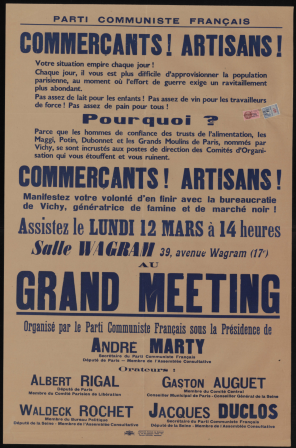 PARTI COMMUNISTE FRANÇAIS
COMMERÇANTS! ARTISANS!
Votre situation empire chaque jour!
Chaque jour, il vous est plus difficile d'approvisionner la population
parisienne, au moment où l'effort de guerre exige un ravitaillement
plus abondant.
Pas assez de lait pour les enfants! Pas assez de vin pour les travailleurs
de force! Pas assez de pain pour tous!
Pourquoi?
Parce que les hommes de confiance des trusts de l'alimentation, les
Maggi, Potin, Dubonnet et les Grands Moulins de Paris, nommés par
Vichy, se sont incrustés aux postes de direction des Comités d'Organi-
sation qui vous étouffent et vous ruinent.
COMMERÇANTS! ARTISANS!
Manifestez votre volonté d'en finir avec la bureaucratie
de Vichy, génératrice de famine et de marché noir!
Assistez le LUNDI 12 MARS à 14 heures
Salle WAGRAM 39, avenue Wagram (17e)
AU
GRAND MEETING
Organisé par le Parti Communiste Français sous la Présidence de
ANDRE MARTY
Secrétaire du Parti Communiste Français
Député de Paris - Membre de l'Assemblée Consultative
Orateurs:
ALBERT RIGAL
Député de Paris
Membre du Comité Parisien de Libération
GASTON AUGUET
Membre du Comité Central
Conseiller Municipal de Paris - Conseiller Général de la Seine
WALDECK ROCHET
Membre du Bureau Politique
Député de la Seine - Membre de l'Assemblée Consultative
JACQUES DUCLOS
Secrétaire du Parti Communiste Français
Député de la Seine - Membre de l'Assemblée Consultative